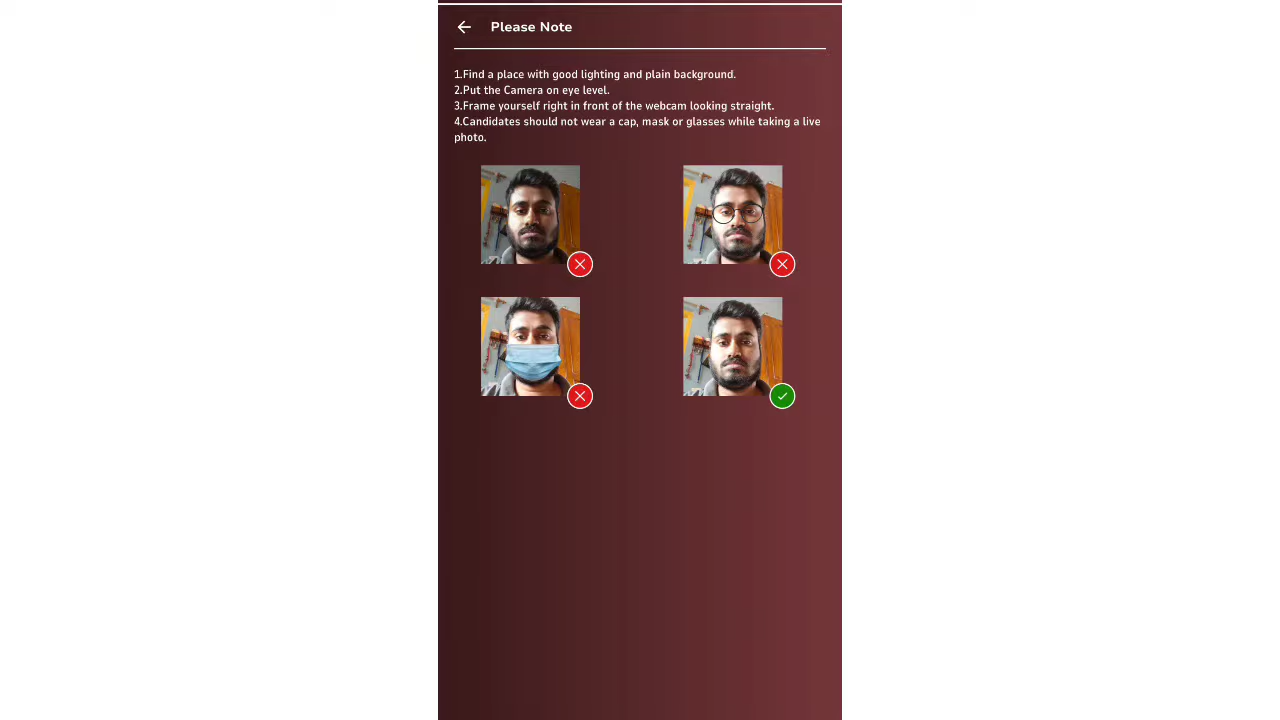 Please Note
1.Find a place with good lighting and plain background.
2.Put the Camera on eye level.
3.Frame yourself right in front of the webcam looking straight.
4.Candidates should not wear a cap, mask or glasses while taking a live
photo.